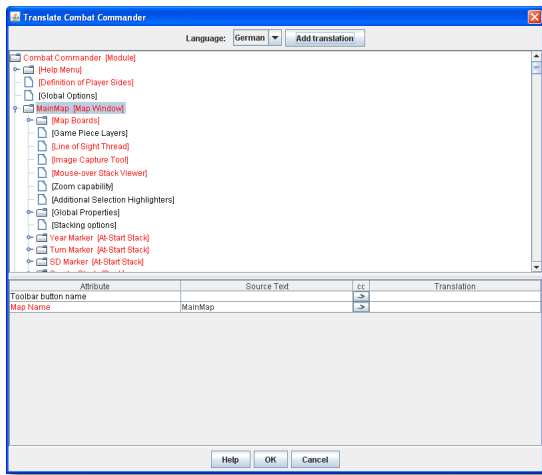 Translate Combat Commander
Language: German Add translation
Combat Commander [Module]
[Help Menu]
[Definition of Player Sides]
[Global Options]
MainMap [Map Window]
[Map Boards]
[Game Piece Layers]
[Line of Sight Thread]
[Image Capture Tool]
[Mouse-over Stack Viewer]
[Zoom capability]
[Additional Selection Highlighters]
[Global Properties]
[Stacking options]
Year Marker [At-Start Stack]
Turn Marker [At-Start Stack]
SD Marker [At-Start Stack]
Attribute Source Text cc Translation
Toolbar button name ->
Map Name MainMap ->
Help OK Cancel